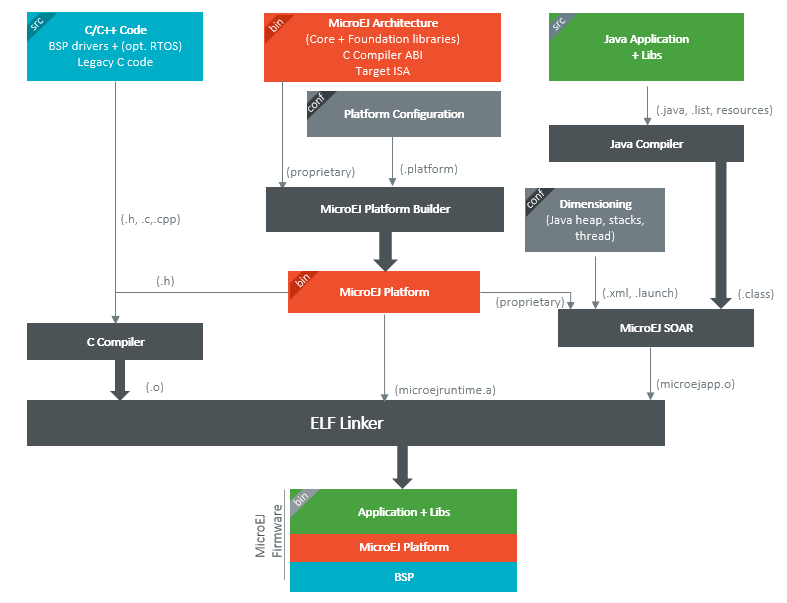 src
C/C++ Code
BSP drivers + (opt. RTOS)
Legacy C code
bin
MicroEJ Architecture
(Core + Foundation libraries)
C Compiler ABI
Target ISA
src
Java Application
+ Libs
conf
Platform Configuration
(.java, .list, resources)
Java Compiler
(proprietary)
(.platform)
MicroEJ Platform Builder
conf
Dimensioning
(Java heap, stacks,
thread)
(.h, .c,.cpp)
(.h)
bin
MicroEJ Platform
(proprietary)
(.xml, .launch)
(.class)
C Compiler
MicroEJ SOAR
(.o)
(microejruntime.a)
(microejapp.o)
ELF Linker
MicroEJ
Firmware
bin
Application + Libs
MicroEJ Platform
BSP